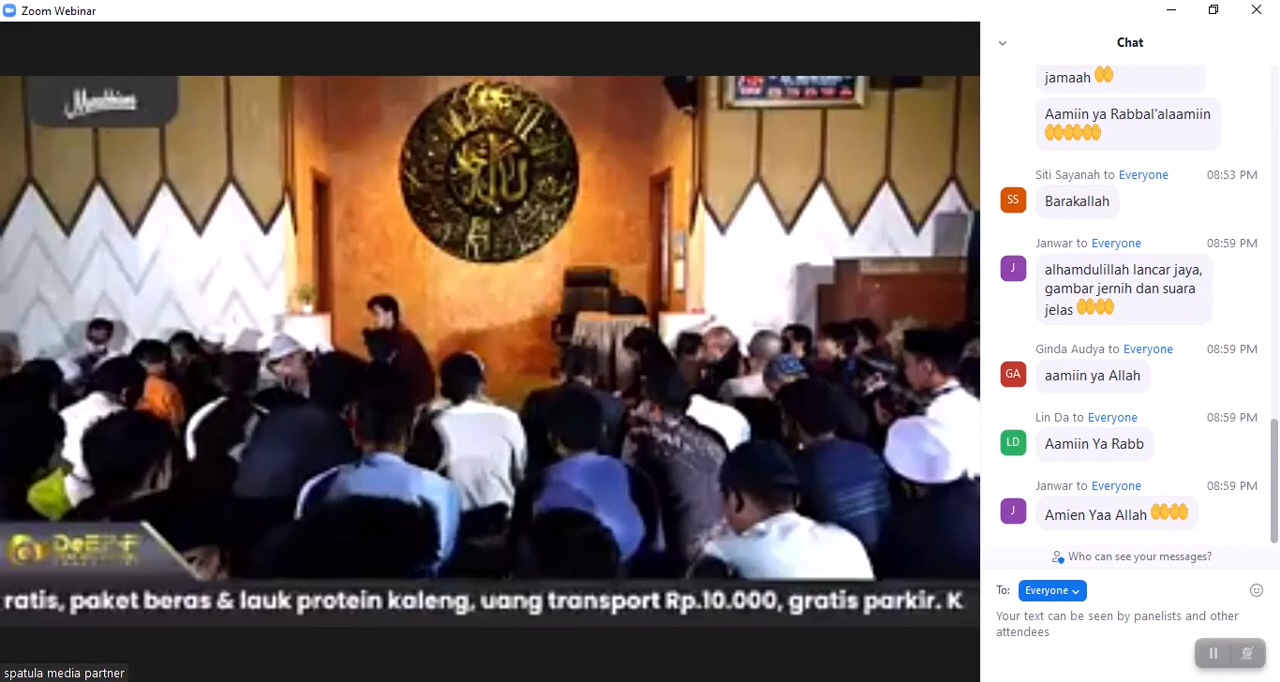 Zoom Webinar
Chat
jamaah 🤲
Aamiin ya Rabbal'alaamiin
🤲🤲🤲🤲🤲
Siti Sayanah to Everyone 08:53 PM
SS
Barakallah
Janwar to Everyone 08:59 PM
J
alhamdulillah lancar jaya,
gambar jernih dan suara
jelas 🤲🤲🤲🤲
Ginda Audya to Everyone 08:59 PM
GA
aamiin ya Allah
Lin Da to Everyone 08:59 PM
LD
Aamiin Ya Rabb
Janwar to Everyone 08:59 PM
J
Amien Yaa Allah 🤲🤲🤲🤲
Who can see your messages?
To: Everyone
Your text can be seen by panelists and other
attendees
ratis, paket beras & lauk protein kaleng, uang transport Rp.10.000, gratis parkir. K
spatula media partner